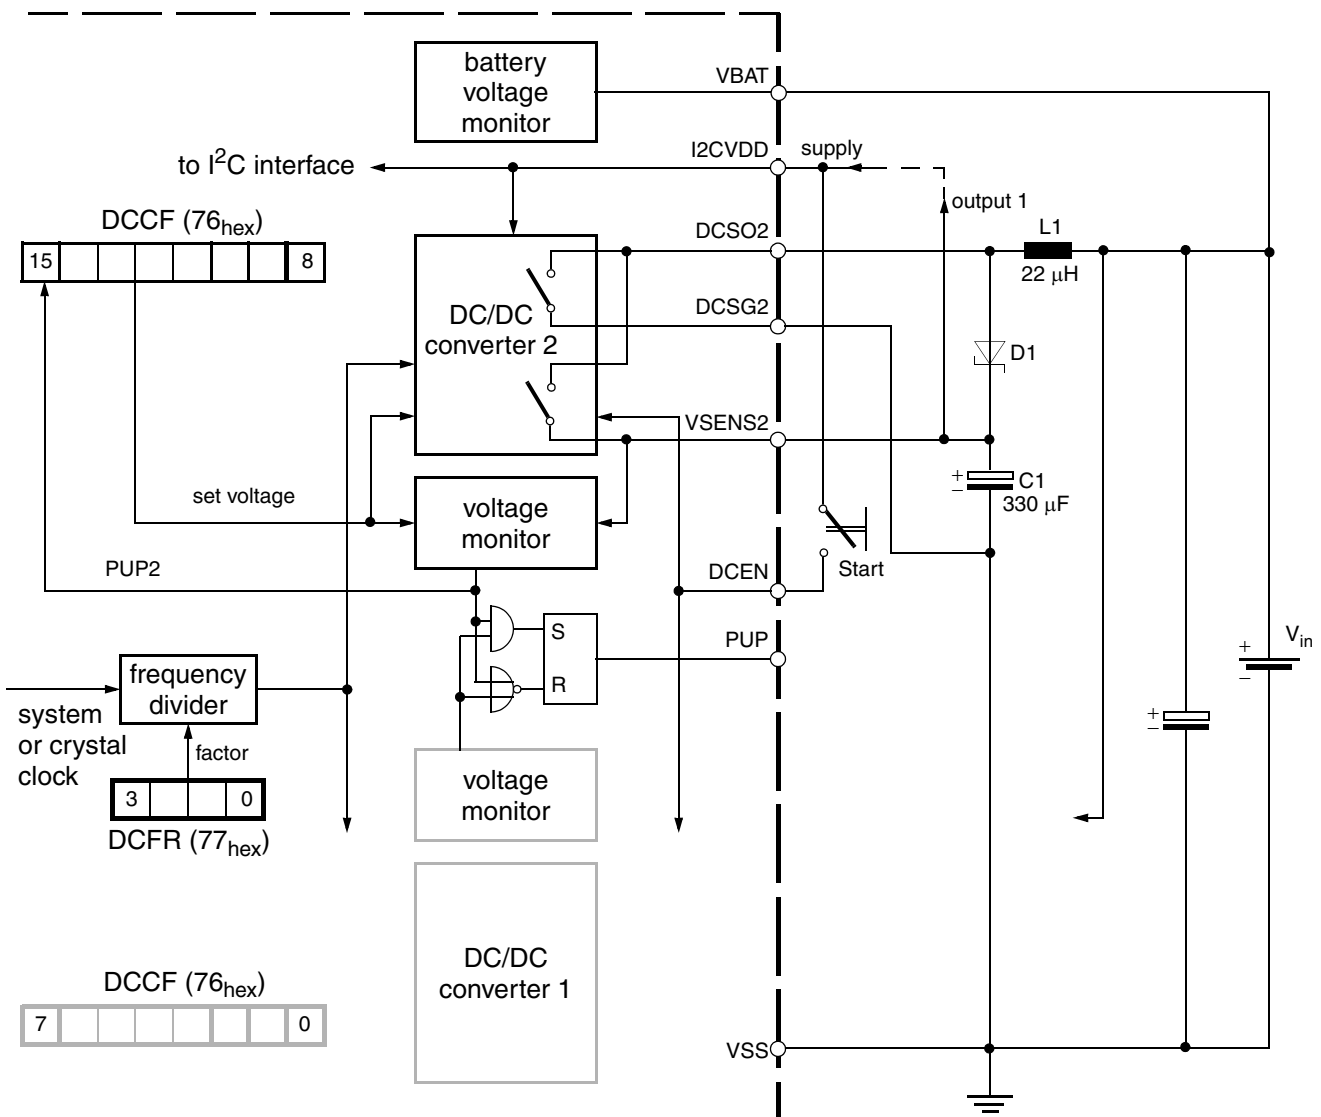 battery
voltage
monitor
VBAT
to I²C interface
I2CVDD
supply
output 1
DCCF (76hex)
15
8
DCSO2
L1
22 µH
DC/DC
converter 2
DCSG2
D1
VSENS2
+
−
C1
330 µF
set voltage
voltage
monitor
PUP2
DCEN
Start
S
R
PUP
Vin
+
−
frequency
divider
system
or crystal
clock
factor
+
−
voltage
monitor
3
0
DCFR (77hex)
DC/DC
converter 1
DCCF (76hex)
7
0
VSS